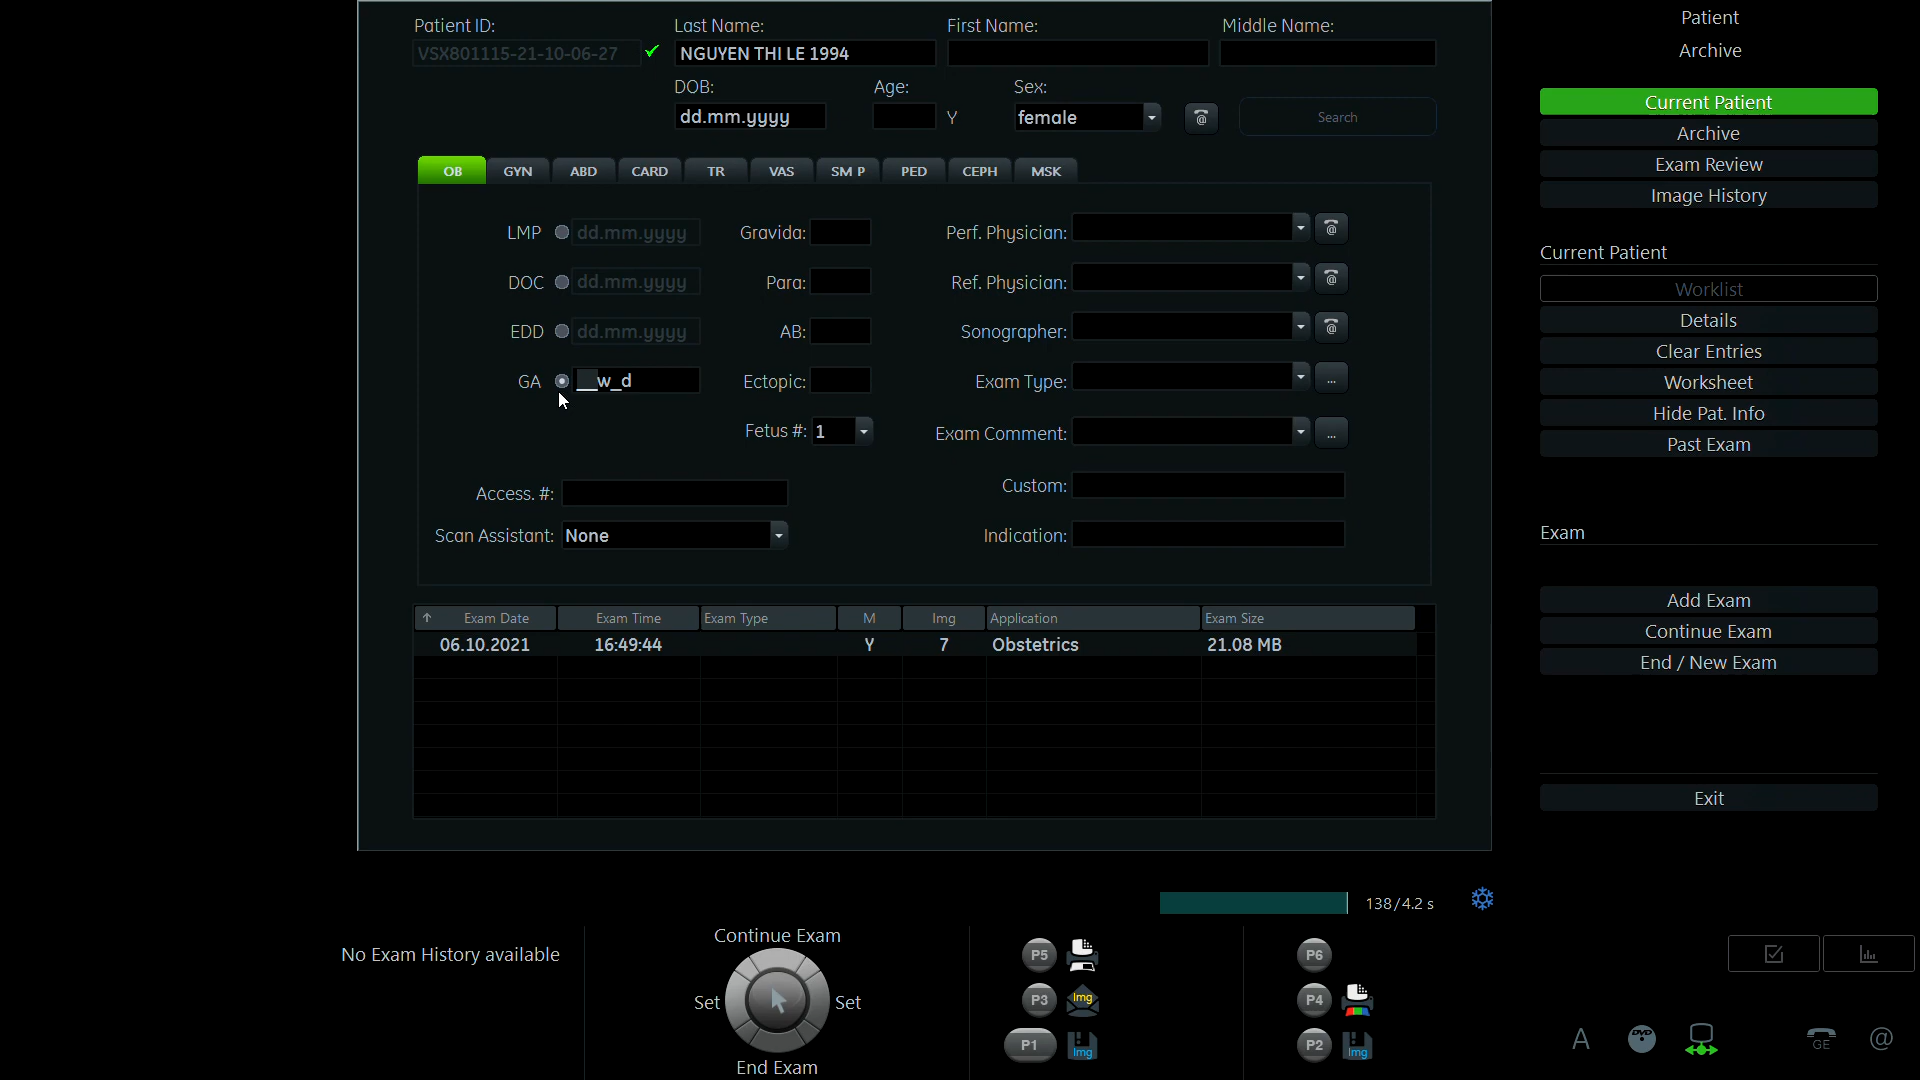 Patient ID: Last Name: First Name: Middle Name:
VSX801115-21-10-06-27 NGUYEN THI LE 1994
DOB: Age: Sex:
dd.mm.yyyy Y female @ Search
OB GYN ABD CARD TR VAS SM P PED CEPH MSK
LMP dd.mm.yyyy Gravida: Perf. Physician: @
DOC dd.mm.yyyy Para: Ref. Physician: @
EDD dd.mm.yyyy AB: Sonographer: @
GA __w_d Ectopic: Exam Type: ...
Fetus #: 1 Exam Comment: ...
Access. #: Custom:
Scan Assistant: None Indication:
↑ Exam Date Exam Time Exam Type M Img Application Exam Size
06.10.2021 16:49:44 Y 7 Obstetrics 21.08 MB
138/4.2 s
Patient
Archive
Current Patient
Archive
Exam Review
Image History
Current Patient
Worklist
Details
Clear Entries
Worksheet
Hide Pat. Info
Past Exam
Exam
Add Exam
Continue Exam
End / New Exam
Exit
No Exam History available
Continue Exam
Set Set
End Exam
P5 P6
P3 Img P4
P1 Img P2 Img
A DVD GE @